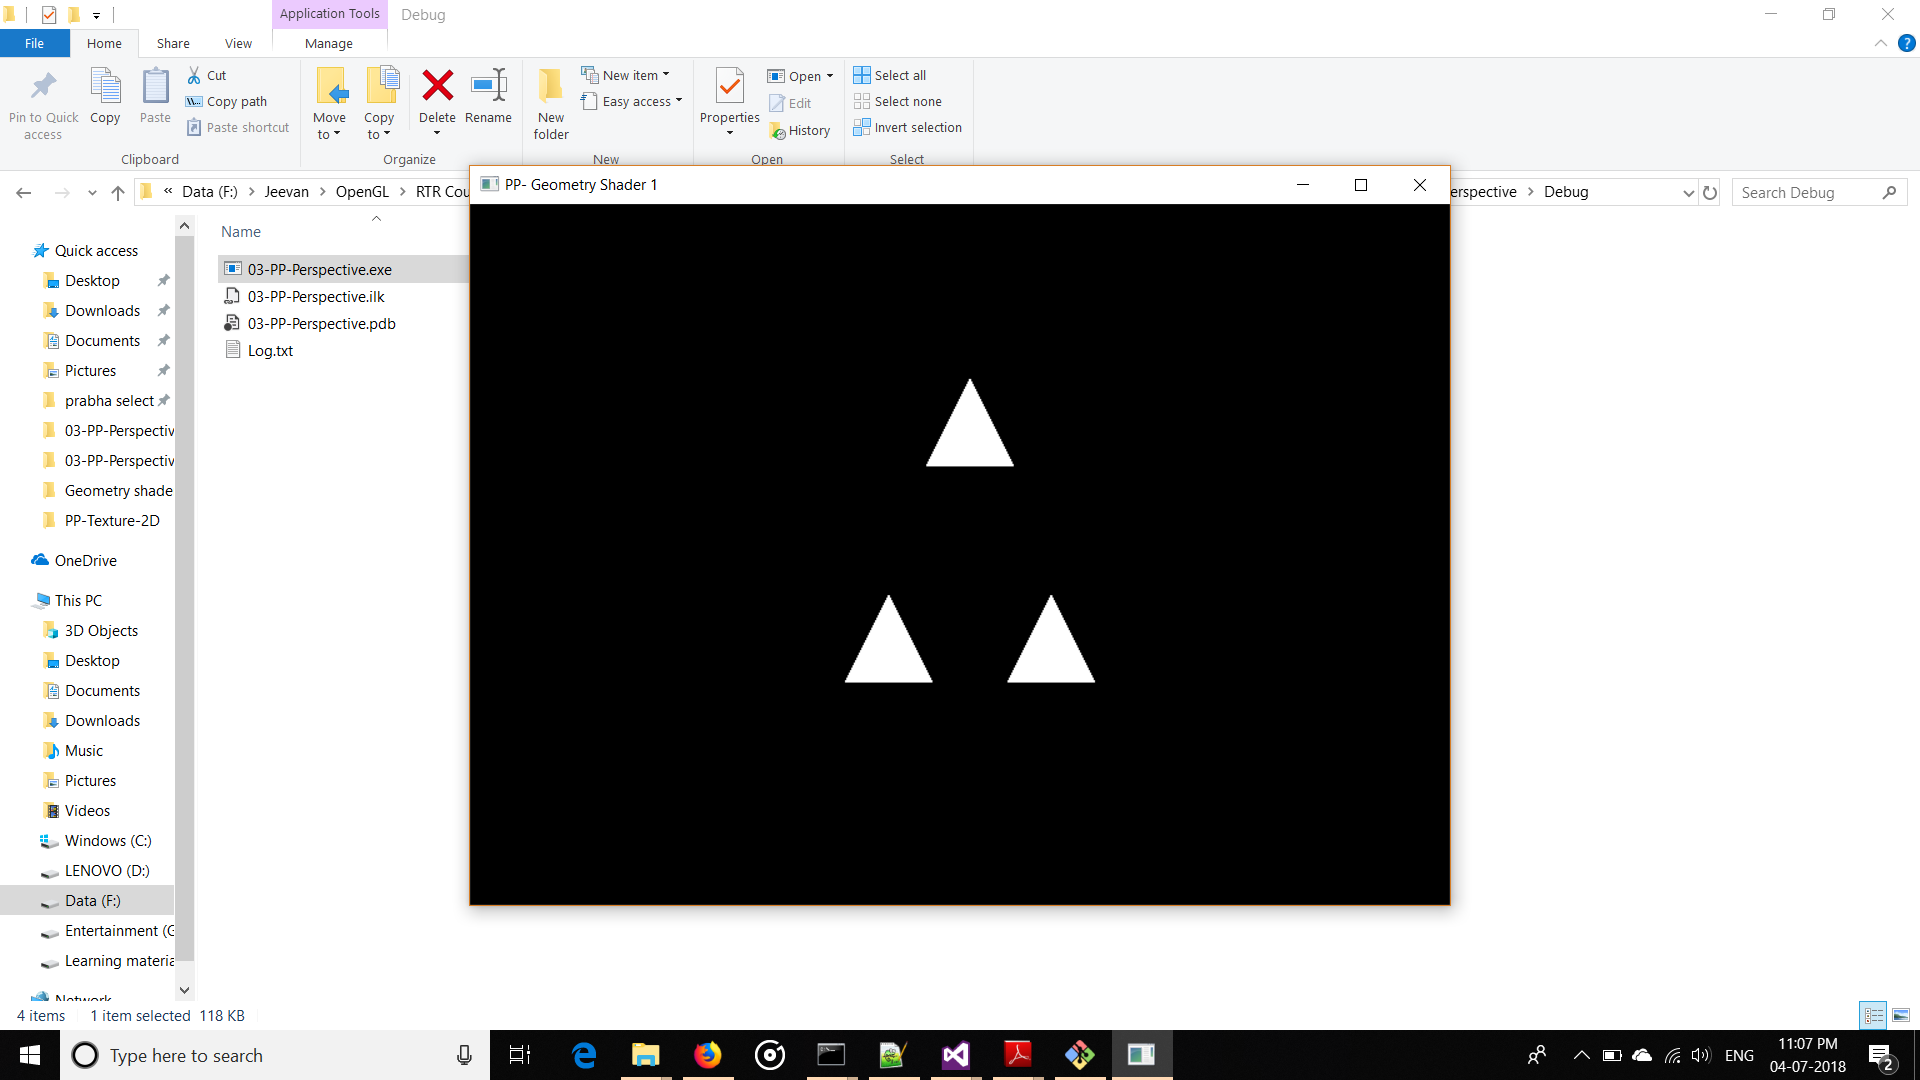 Application Tools
Debug
File
Home
Share
View
Manage
Pin to Quick access
Copy
Paste
Cut
Copy path
Paste shortcut
Clipboard
Move to
Copy to
Delete
Rename
Organize
New folder
New item
Easy access
New
Properties
Open
Edit
History
Open
Select all
Select none
Invert selection
Select
« Data (F:) > Jeevan > OpenGL > RTR Cou
erspective > Debug
Search Debug
PP- Geometry Shader 1
Name
03-PP-Perspective.exe
03-PP-Perspective.ilk
03-PP-Perspective.pdb
Log.txt
Quick access
Desktop
Downloads
Documents
Pictures
prabha select
03-PP-Perspectiv
03-PP-Perspectiv
Geometry shade
PP-Texture-2D
OneDrive
This PC
3D Objects
Desktop
Documents
Downloads
Music
Pictures
Videos
Windows (C:)
LENOVO (D:)
Data (F:)
Entertainment (G
Learning materia
Network
4 items
1 item selected 118 KB
Type here to search
ENG
11:07 PM
04-07-2018
2